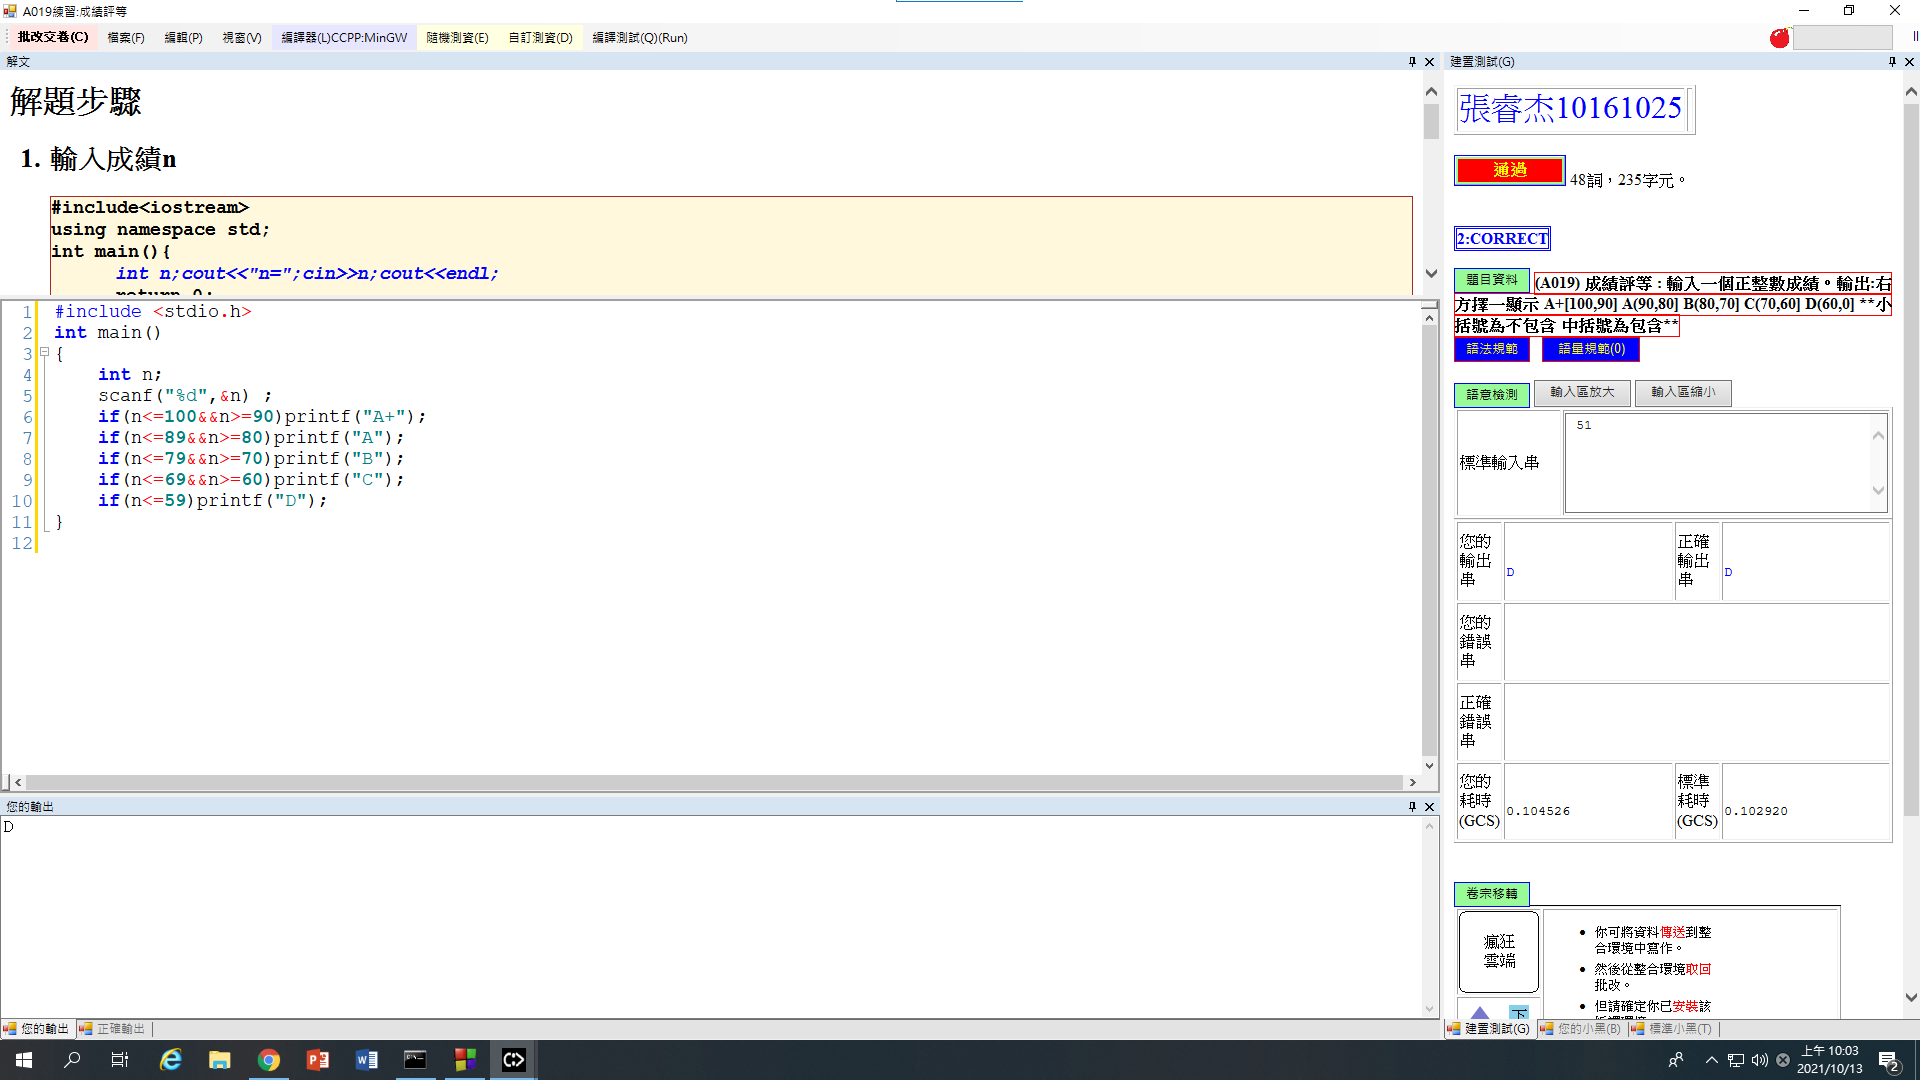 A019練習:成績評等
批改交卷(C) 檔案(F) 編輯(P) 視窗(V) 編譯器(L)CCPP:MinGW 隨機測資(E) 自訂測資(D) 編譯測試(Q)(Run)
解文
解題步驟
1. 輸入成績n
#include<iostream>
using namespace std;
int main(){
int n;cout<<"n=";cin>>n;cout<<endl;
return 0;
1 #include <stdio.h>
2 int main()
3 {
4 int n;
5 scanf("%d",&n) ;
6 if(n<=100&&n>=90)printf("A+");
7 if(n<=89&&n>=80)printf("A");
8 if(n<=79&&n>=70)printf("B");
9 if(n<=69&&n>=60)printf("C");
10 if(n<=59)printf("D");
11 }
12
您的輸出
D
您的輸出 正確輸出
建置測試(G)
張睿杰10161025
通過 48詞，235字元。
2:CORRECT
題目資料 (A019) 成績評等：輸入一個正整數成績。輸出:右
方擇一顯示 A+[100,90] A(90,80] B(80,70] C(70,60] D(60,0] **小
括號為不包含 中括號為包含**
語法規範 語量規範(0)
語意檢測 輸入區放大 輸入區縮小
標準輸入串 51
您的
輸出
串 D
正確
輸出
串 D
您的
錯誤
串
正確
錯誤
串
您的
耗時
(GCS) 0.104526
標準
耗時
(GCS) 0.102920
卷宗移轉
瘋狂
雲端
下
• 你可將資料傳送到整
合環境中寫作。
• 然後從整合環境取回
批改。
• 但請確定你已安裝該
建置測試(G) 您的小黑(B) 標準小黑(T)
上午 10:03
2021/10/13
2